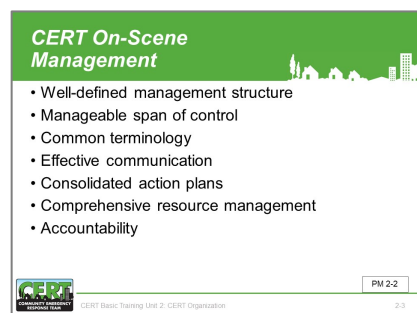 CERT On-Scene
Management
• Well-defined management structure
• Manageable span of control
• Common terminology
• Effective communication
• Consolidated action plans
• Comprehensive resource management
• Accountability
PM 2-2
CERT
COMMUNITY EMERGENCY
RESPONSE TEAM
CERT Basic Training Unit 2: CERT Organization
2-3